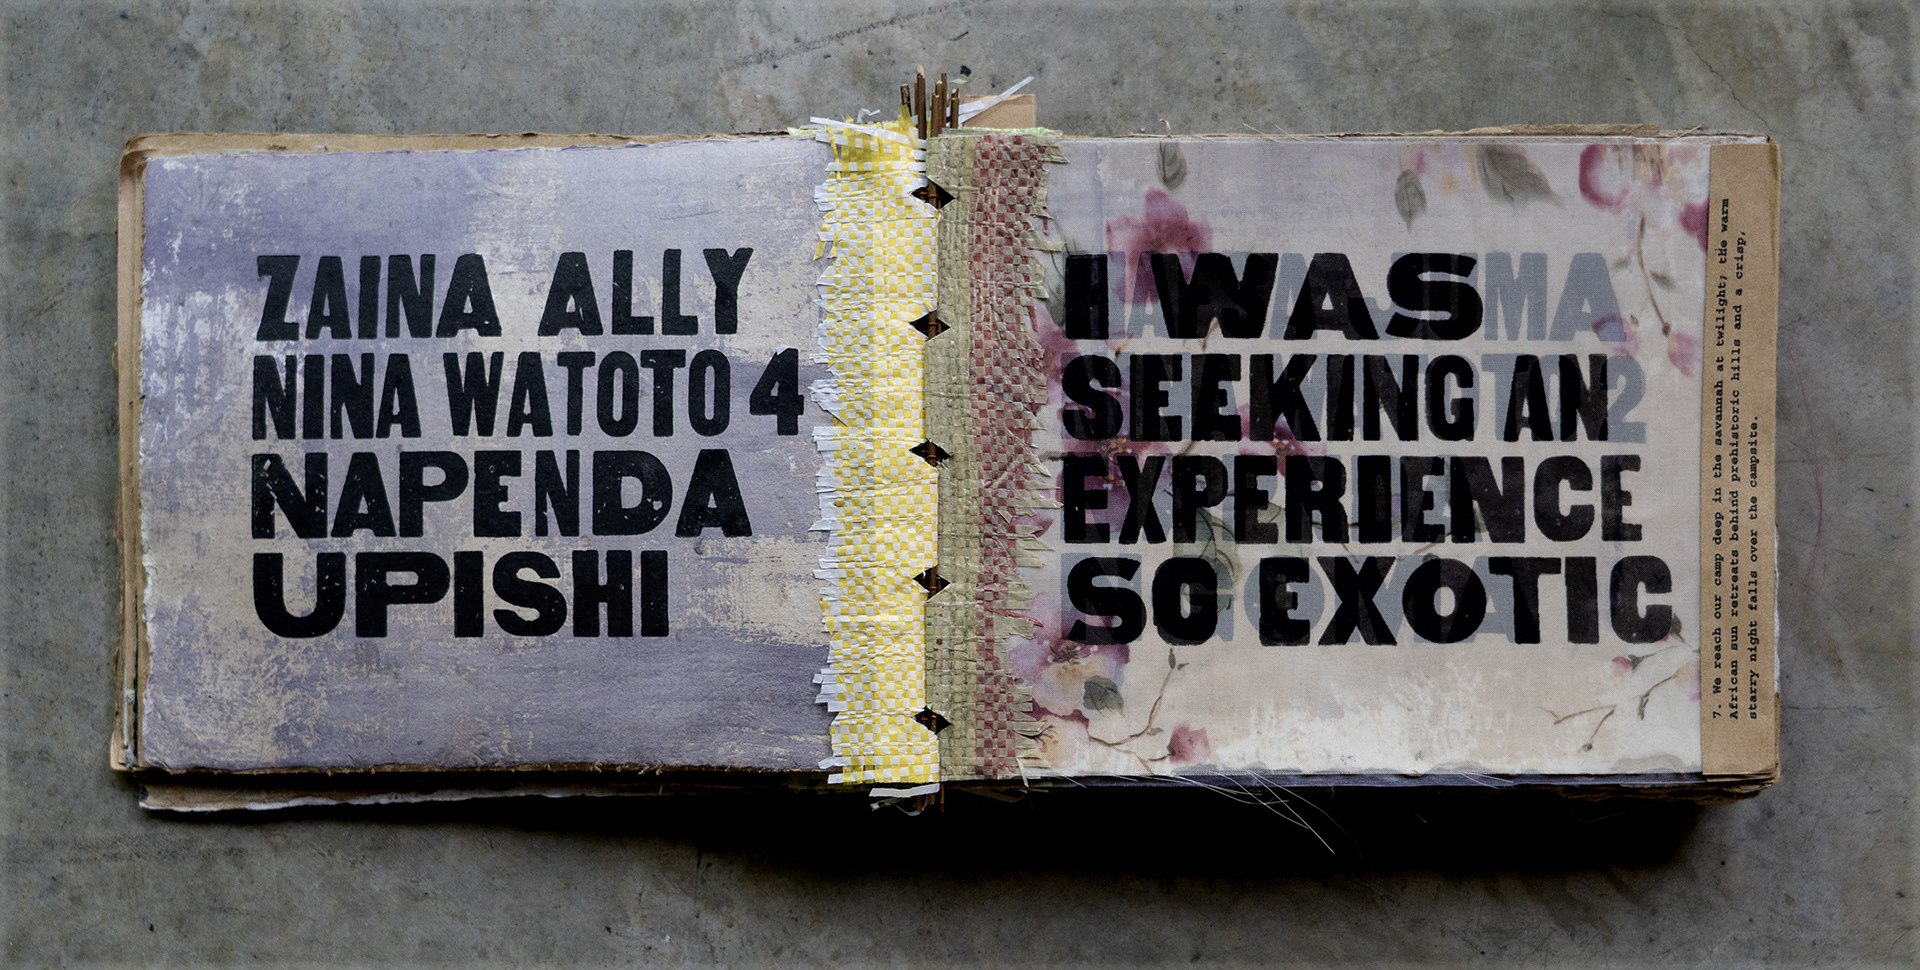 ZAINA ALLY
NINA WATOTO 4
NAPENDA
UPISHI
I WAS
SEEKING AN
EXPERIENCE
SO EXOTIC
MA
2
7. We reach our camp deep in the savannah at twilight; the warm
African sun retreats behind prehistoric hills and a crisp,
starry night falls over the campsite.